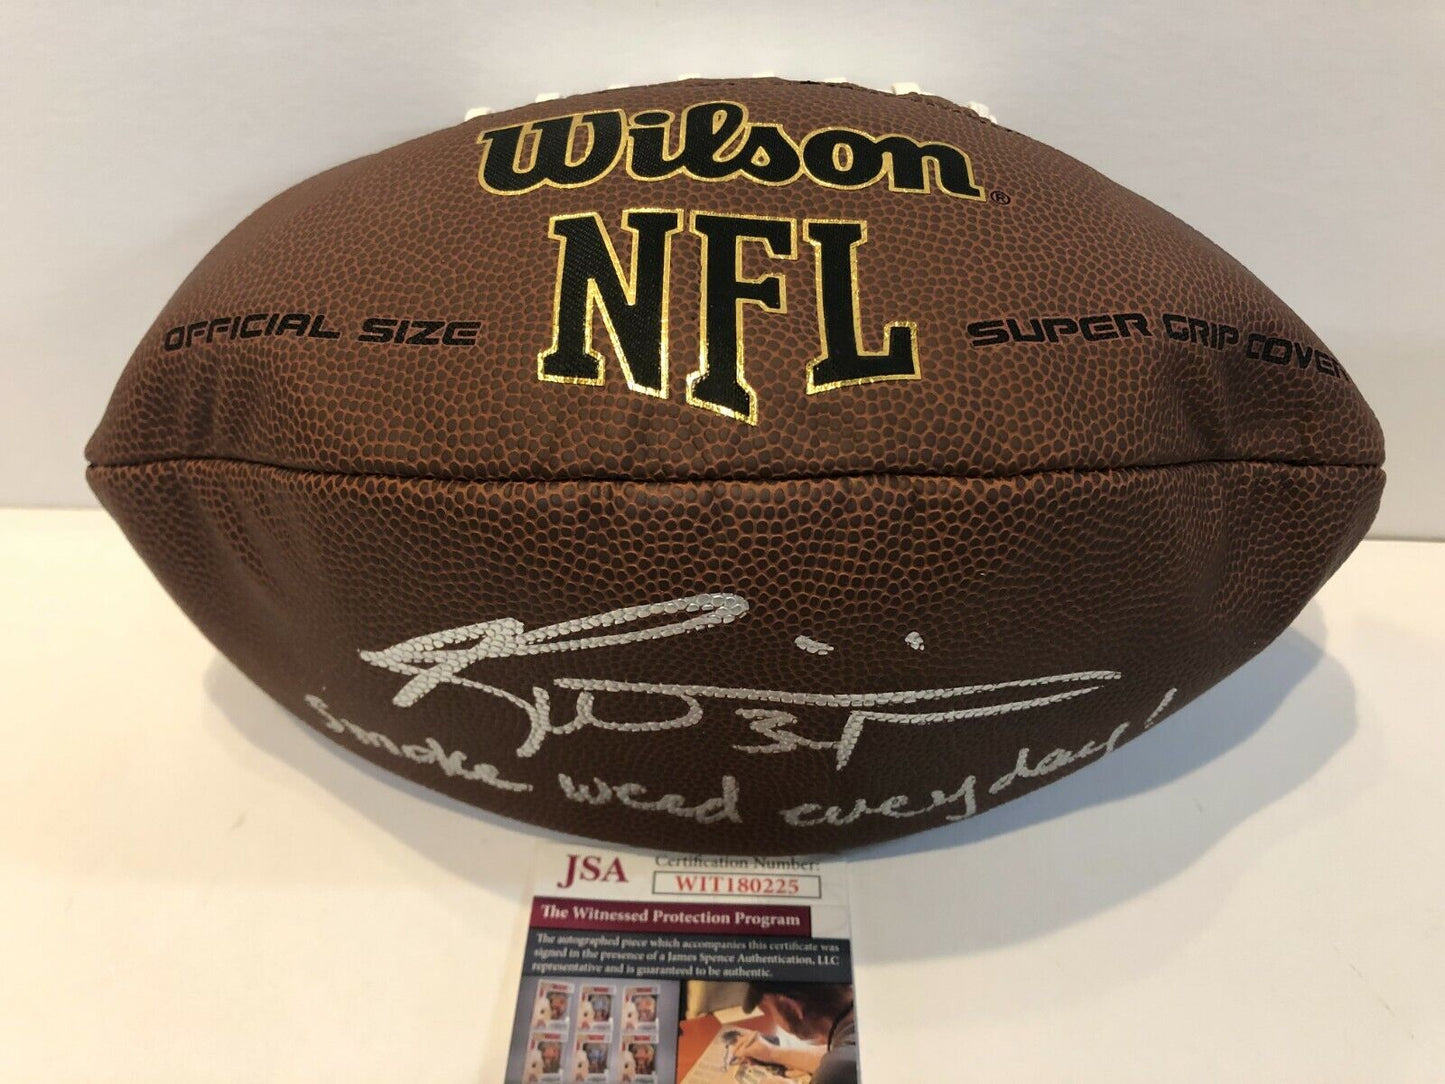 Wilson®
NFL
OFFICIAL SIZE
SUPER GRIP COVER
34
smoke weed everyday!
JSA
Certification Number:
WIT180225
The Witnessed Protection Program
The autographed piece which accompanies this certificate was
signed in the presence of a James Spence Authentication, LLC
representative and is guaranteed to be authentic.